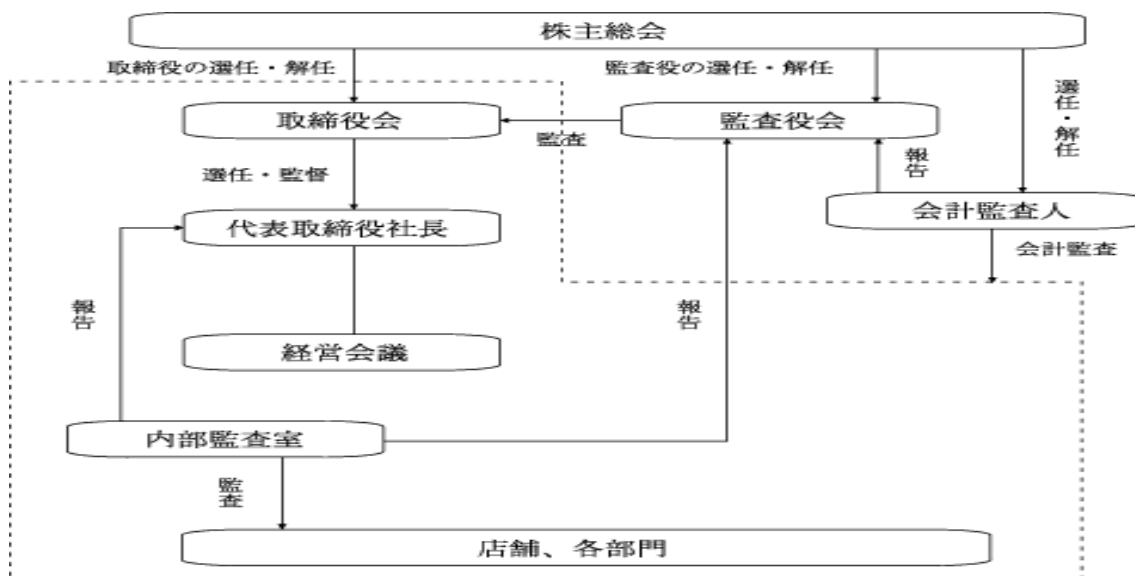 株主総会
取締役の選任・解任
監査役の選任・解任
選任・解任
取締役会
監査
監査役会
報告
選任・監督
会計監査人
代表取締役社長
会計監査
報告
報告
経営会議
内部監査室
監査
店舗、各部門